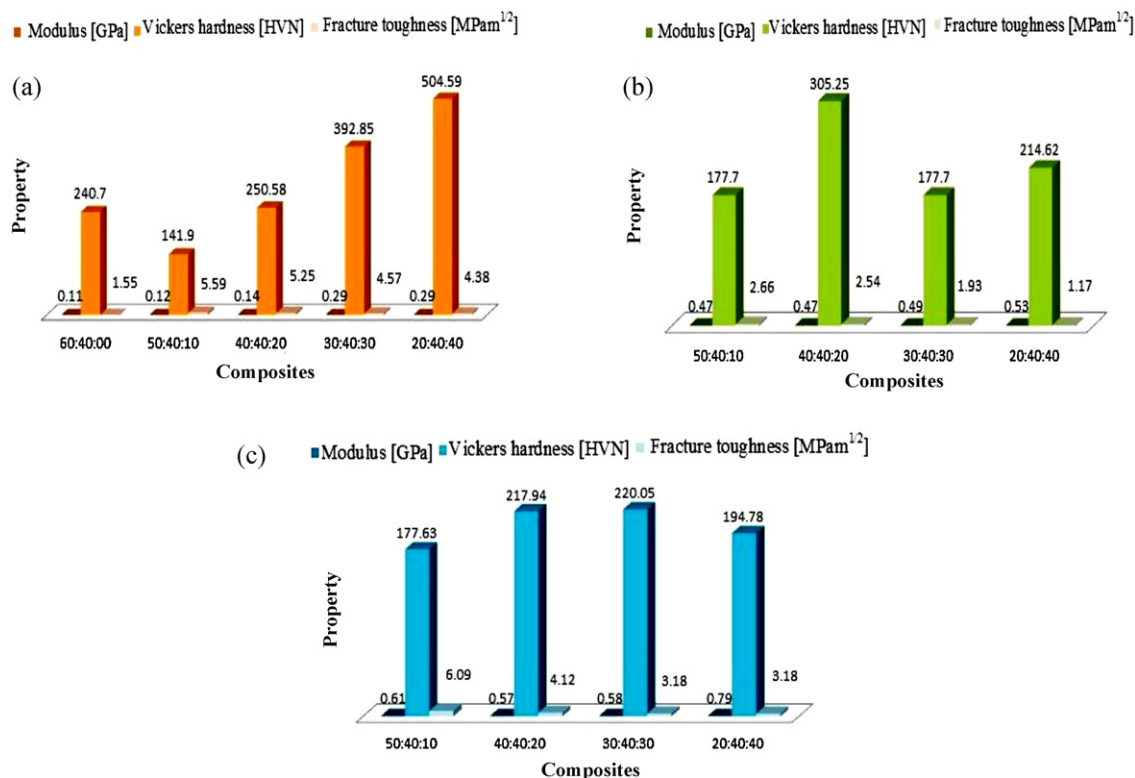 Modulus [GPa] Vickers hardness [HVN] Fracture toughness [MPam1/2]
(a)
Property
240.7 141.9 250.58 392.85 504.59
0.11 1.55 0.12 5.59 0.14 5.25 0.29 4.57 0.29 4.38
60:40:00 50:40:10 40:40:20 30:40:30 20:40:40
Composites
Modulus [GPa] Vickers hardness [HVN] Fracture toughness [MPam1/2]
(b)
Property
177.7 305.25 177.7 214.62
0.47 2.66 0.47 2.54 0.49 1.93 0.53 1.17
50:40:10 40:40:20 30:40:30 20:40:40
Composites
(c)
Modulus [GPa] Vickers hardness [HVN] Fracture toughness [MPam1/2]
Property
177.63 217.94 220.05 194.78
0.61 6.09 0.57 4.12 0.58 3.18 0.79 3.18
50:40:10 40:40:20 30:40:30 20:40:40
Composites